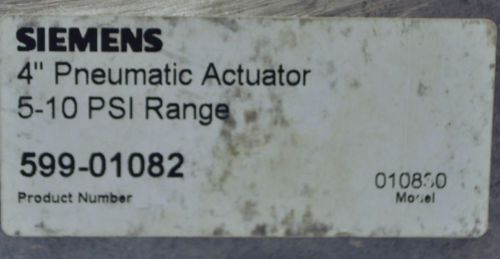 SIEMENS
4" Pneumatic Actuator
5-10 PSI Range
599-01082
Product Number
Model